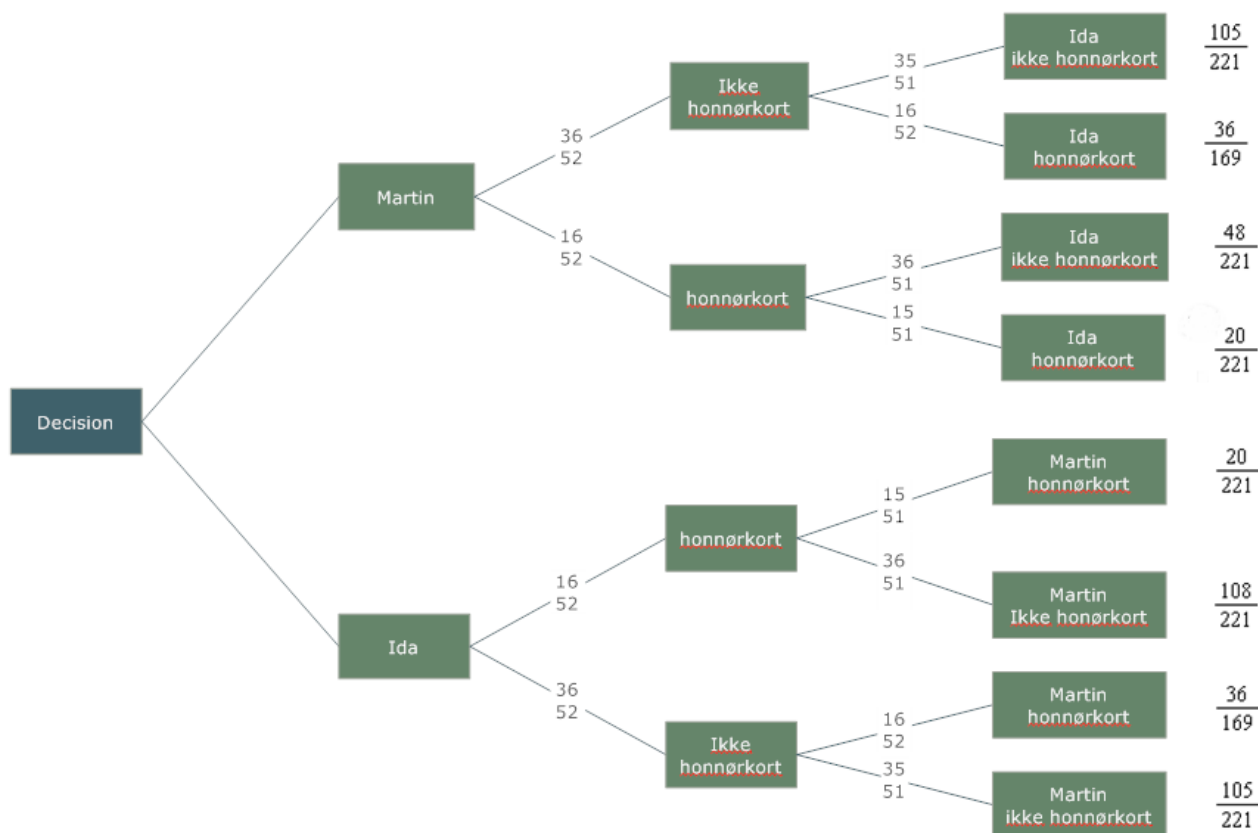 Ida
ikke honnørkort
105
221
35
51
Ikke
honnørkort
16
52
Ida
honnørkort
36
169
36
52
Martin
16
52
Ida
ikke honnørkort
48
221
36
51
honnørkort
15
51
Ida
honnørkort
20
221
Decision
Martin
honnørkort
20
221
15
51
honnørkort
36
51
16
52
Martin
Ikke honørkort
108
221
Ida
36
52
Martin
honnørkort
36
169
16
52
Ikke
honnørkort
35
51
Martin
ikke honnørkort
105
221